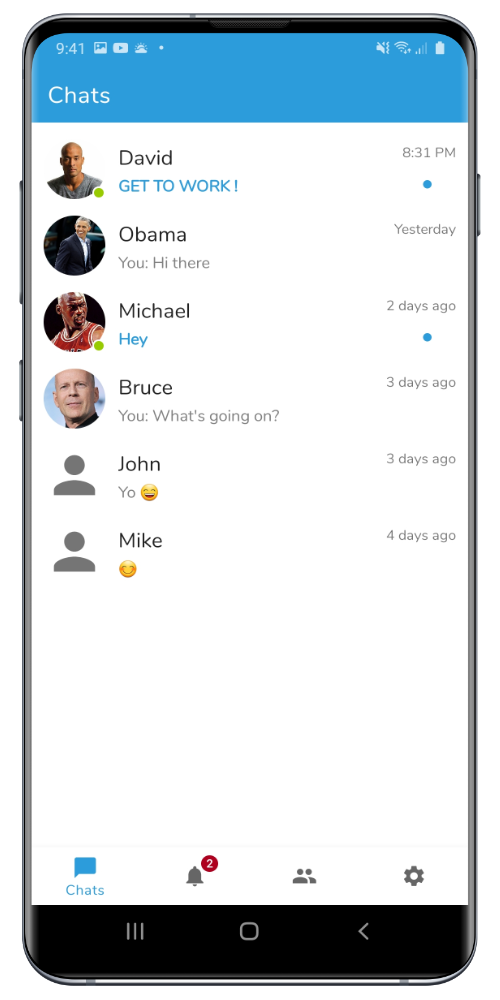 9:41
Chats
David
8:31 PM
GET TO WORK !
Obama
Yesterday
You: Hi there
Michael
2 days ago
Hey
Bruce
3 days ago
You: What's going on?
John
3 days ago
Yo 😄
Mike
4 days ago
😊
2
Chats